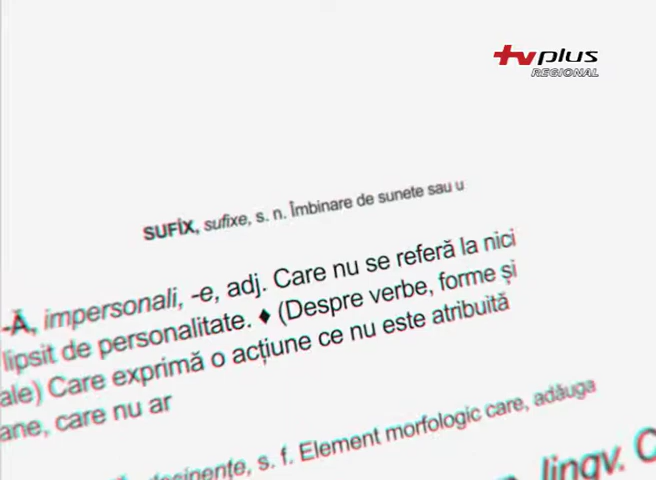 tvplus
REGIONAL
SUFÍX, sufixe, s. n. Îmbinare de sunete sau u
-Ă, impersonali, -e, adj. Care nu se referă la nici
lipsit de personalitate. ♦ (Despre verbe, forme și
ale) Care exprimă o acțiune ce nu este atribuită
ane, care nu ar
desinențe, s. f. Element morfologic care, adăuga
lingv.